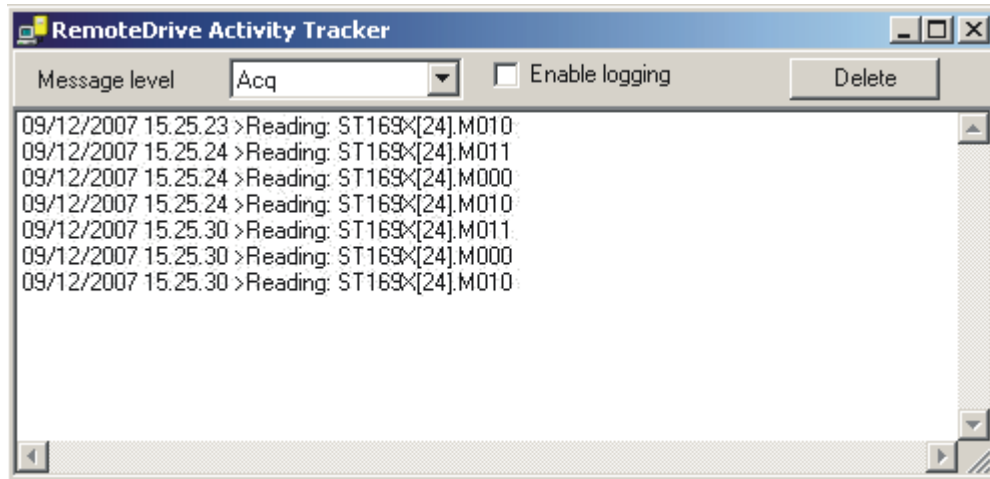 RemoteDrive Activity Tracker
Message level Acq Enable logging Delete
09/12/2007 15.25.23 >Reading: ST169X[24].M010
09/12/2007 15.25.24 >Reading: ST169X[24].M011
09/12/2007 15.25.24 >Reading: ST169X[24].M000
09/12/2007 15.25.24 >Reading: ST169X[24].M010
09/12/2007 15.25.30 >Reading: ST169X[24].M011
09/12/2007 15.25.30 >Reading: ST169X[24].M000
09/12/2007 15.25.30 >Reading: ST169X[24].M010